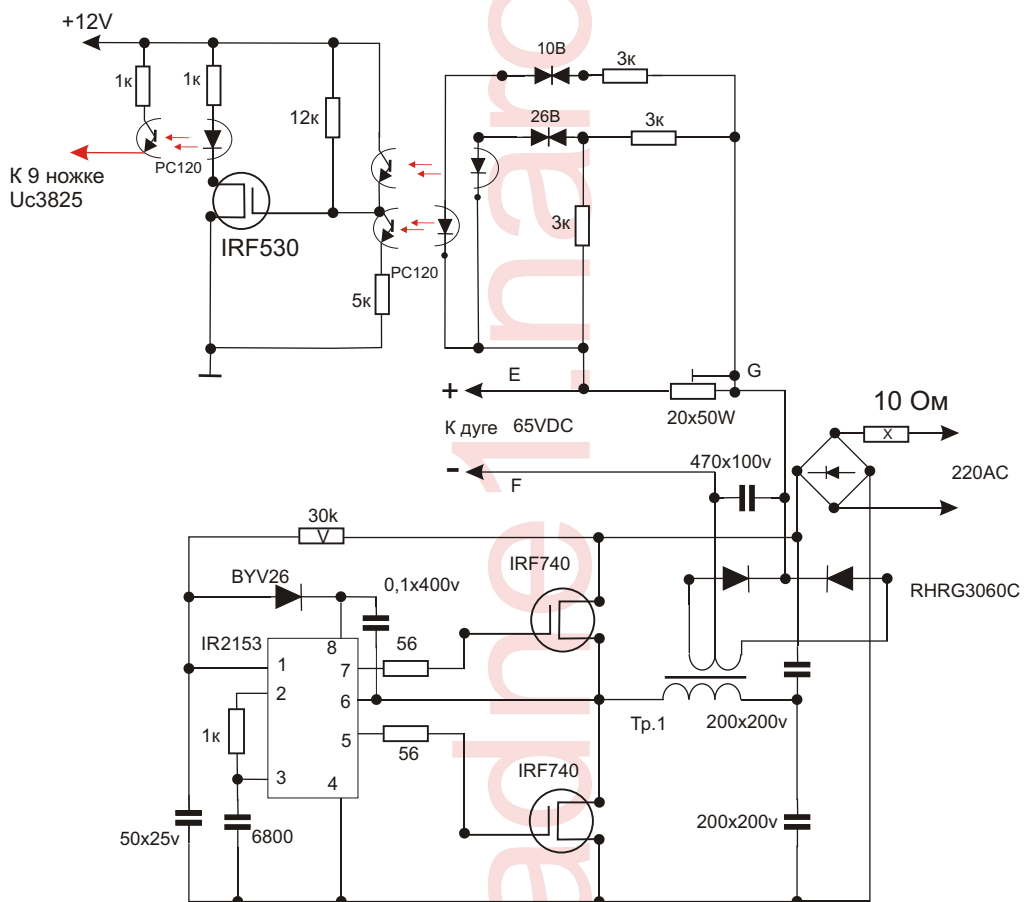 +12V
1к
1к
12к
PC120
К 9 ножке
Uc3825
IRF530
PC120
5к
10В
3к
26В
3к
3к
G
+
E
20x50W
К дуге 65VDC
-
F
10 Ом
X
220AC
470x100v
30k
V
IRF740
BYV26
0,1x400v
RHRG3060C
IR2153
8
56
1
7
2
6
1к
5
56
3
4
Тр.1
200x200v
IRF740
50x25v
6800
200x200v
adne1.naro